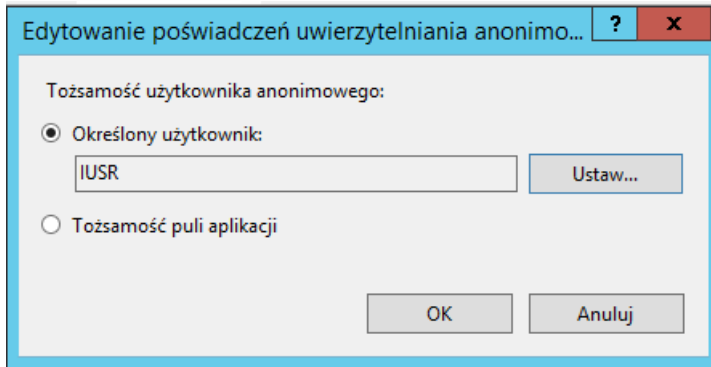 Edytowanie poświadczeń uwierzytelniania anonimo... ? x
Tożsamość użytkownika anonimowego:
Określony użytkownik:
IUSR Ustaw...
Tożsamość puli aplikacji
OK Anuluj